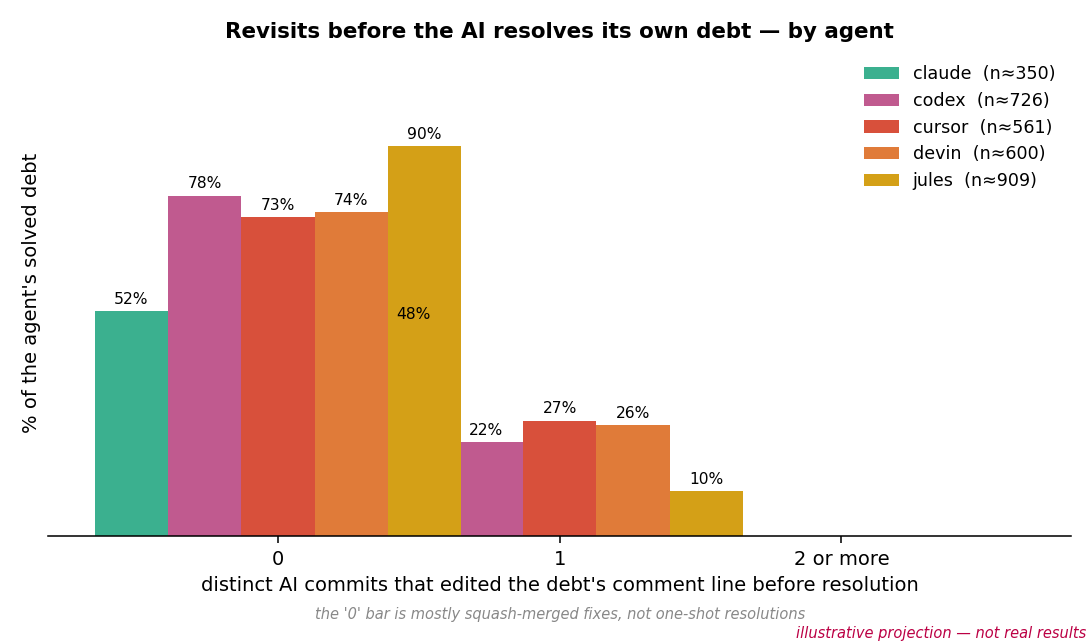 Revisits before the AI resolves its own debt — by agent
claude (n≈350)
codex (n≈726)
cursor (n≈561)
devin (n≈600)
jules (n≈909)
% of the agent's solved debt
52%
78%
73%
74%
90%
48%
22%
27%
26%
10%
0
1
2 or more
distinct AI commits that edited the debt's comment line before resolution
the '0' bar is mostly squash-merged fixes, not one-shot resolutions
illustrative projection — not real results